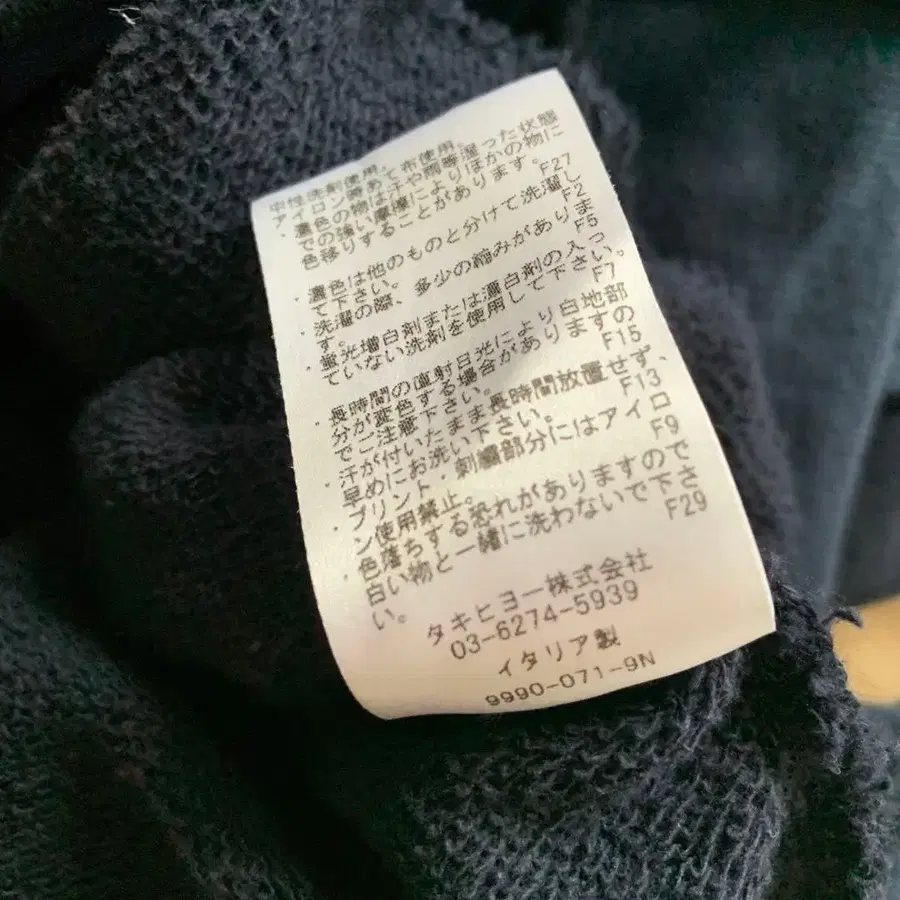 中性洗剤使用。
アイロン時あて布使用。
・濃色の物は汗や雨等湿った状態
での強い摩擦によりほかの物に
色移りすることがあります。
F27
・濃色は他のものと分けて洗濯し
て下さい。 F2
・洗濯の際、多少の縮みがありま
す。 F5
・蛍光増白剤または漂白剤の入っ
ていない洗剤を使用して下さい。
F7
・長時間の直射日光により白地部
分が変色する場合がありますの
でご注意下さい。 F15
・汗が付いたまま長時間放置せず、
早めにお洗い下さい。 F13
・プリント・刺繍部分にはアイロ
ン使用禁止。 F9
・色落ちする恐れがありますので
白い物と一緒に洗わないで下さ
い。 F29
タキヒヨー株式会社
03-6274-5939
イタリア製
9990-071-9N